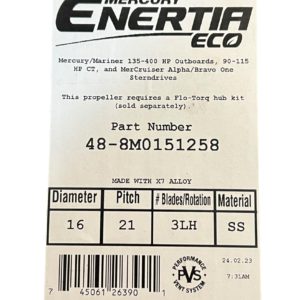 MERCURY
ENERTIA
ECO
Mercury/Mariner 135-400 HP Outboards, 90-115
HP CT, and MerCruiser Alpha/Bravo One
Sterndrives
This propeller requires a Flo-Torq hub kit
(sold separately).
Part Number
48-8M0151258
MADE WITH X7 ALLOY
Diameter Pitch # Blades/Rotation Material
16 21 3LH SS
PERFORMANCE
PVS
VENT SYSTEM
24.02.23
7:31AM
7 45061 26390 1